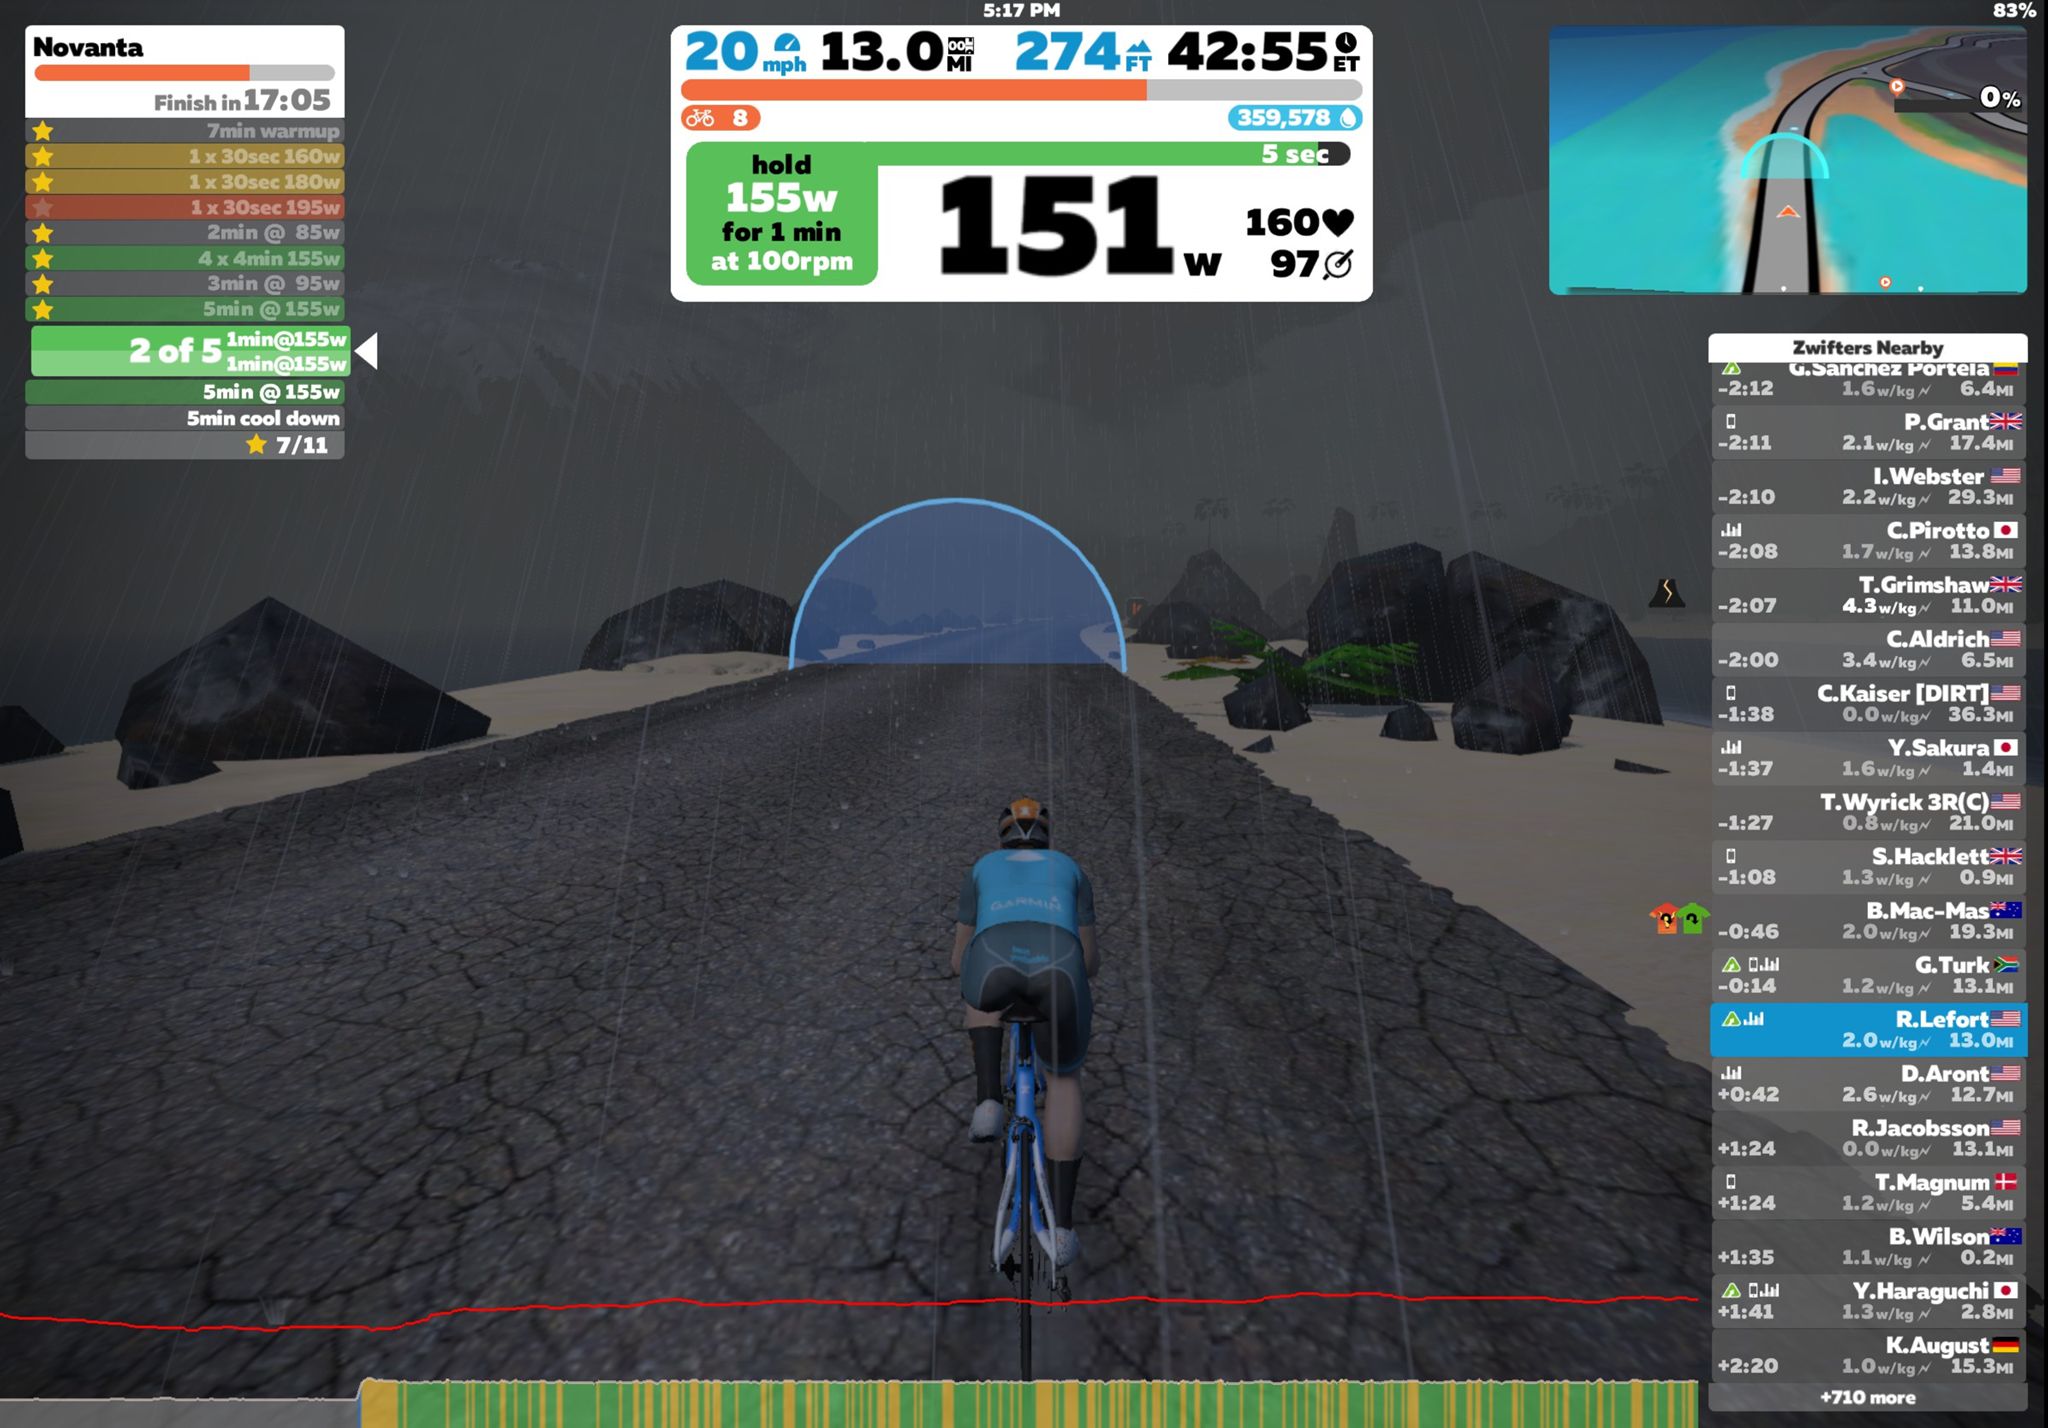 5:17 PM
83%
Novanta
Finish in 17:05
7min warmup
1 x 30sec 160w
1 x 30sec 180w
1 x 30sec 195w
2min @ 85w
4 x 4min 155w
3min @ 95w
5min @ 155w
2 of 5 1min@155w
1min@155w
5min @ 155w
5min cool down
7/11
20 mph 13.0 MI 274 FT 42:55 ET
8
359,578
5 sec
hold
155w
for 1 min
at 100rpm
151 w
160
97
0%
Zwifters Nearby
G.Sanchez Portela
-2:12 1.6w/kg 6.4MI
P.Grant
-2:11 2.1w/kg 17.4MI
I.Webster
-2:10 2.2w/kg 29.3MI
C.Pirotto
-2:08 1.7w/kg 13.8MI
T.Grimshaw
-2:07 4.3w/kg 11.0MI
C.Aldrich
-2:00 3.4w/kg 6.5MI
C.Kaiser [DIRT]
-1:38 0.0w/kg 36.3MI
Y.Sakura
-1:37 1.6w/kg 1.4MI
T.Wyrick 3R(C)
-1:27 0.8w/kg 21.0MI
S.Hacklett
-1:08 1.3w/kg 0.9MI
B.Mac-Mas
-0:46 2.0w/kg 19.3MI
G.Turk
-0:14 1.2w/kg 13.1MI
R.Lefort
2.0w/kg 13.0MI
D.Aront
+0:42 2.6w/kg 12.7MI
R.Jacobsson
+1:24 0.0w/kg 13.1MI
T.Magnum
+1:24 1.2w/kg 5.4MI
B.Wilson
+1:35 1.1w/kg 0.2MI
Y.Haraguchi
+1:41 1.3w/kg 2.8MI
K.August
+2:20 1.0w/kg 15.3MI
+710 more
GARMIN